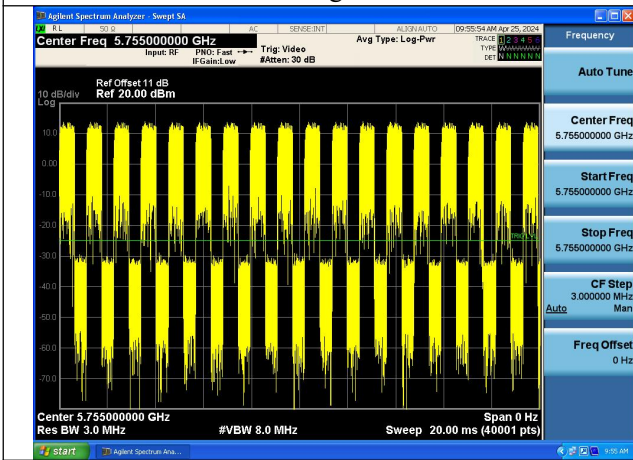 Agilent Spectrum Analyzer - Swept SA
RL 50 Ω AC SENSE:INT ALIGN AUTO 09:55:54 AM Apr 25, 2024
Center Freq 5.755000000 GHz
Input: RF PNO: Fast Trig: Video Avg Type: Log-Pwr TRACE 1 2 3 4 5 6
IFGain:Low #Atten: 30 dB TYPE
DET N N N N N N
Frequency
Auto Tune
Ref Offset 11 dB
10 dB/div Ref 20.00 dBm
Log
10.0
0.00
-10.0
-20.0
-30.0
-40.0
-50.0
-60.0
-70.0
Center Freq
5.755000000 GHz
Start Freq
5.755000000 GHz
Stop Freq
5.755000000 GHz
CF Step
3.000000 MHz
Auto Man
Freq Offset
0 Hz
Center 5.755000000 GHz Span 0 Hz
Res BW 3.0 MHz #VBW 8.0 MHz Sweep 20.00 ms (40001 pts)
start Agilent Spectrum Ana... 9:55 AM